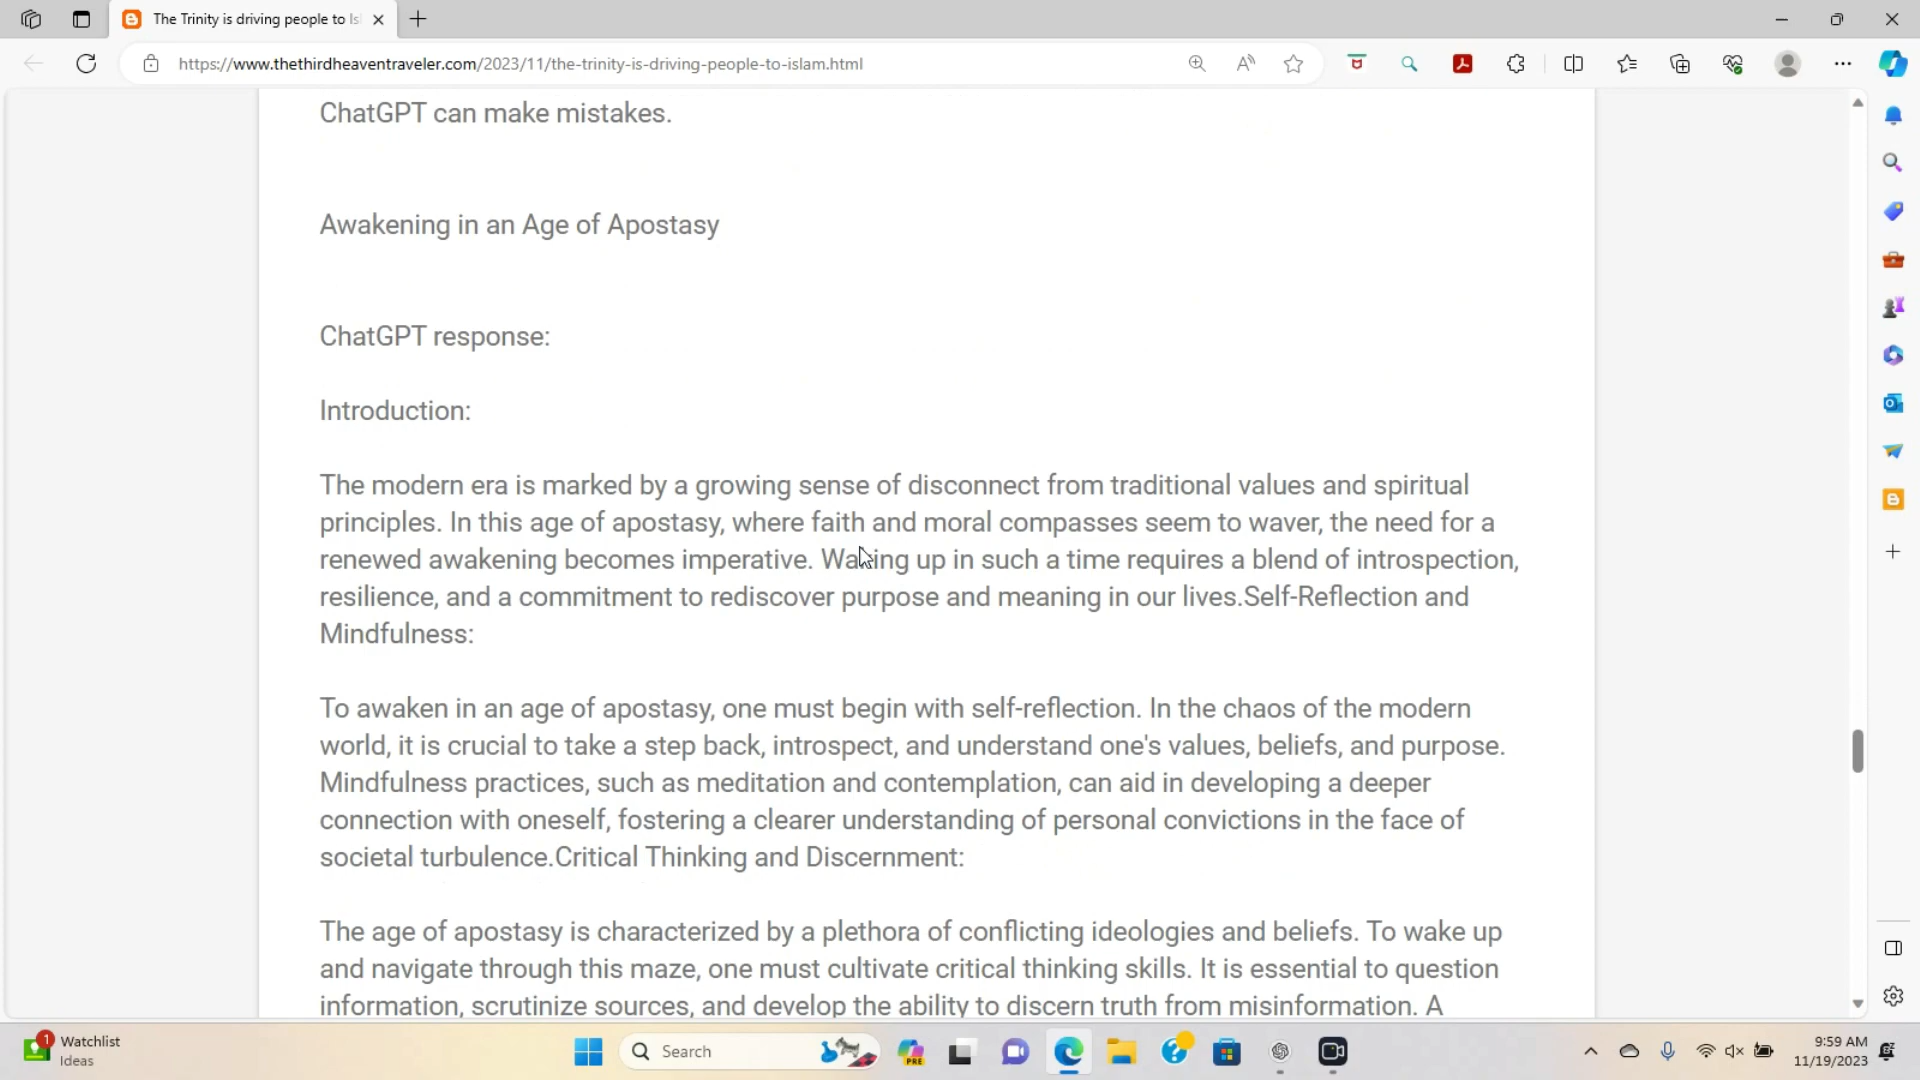 The Trinity is driving people to Is
https://www.thethirdheaventraveler.com/2023/11/the-trinity-is-driving-people-to-islam.html
ChatGPT can make mistakes.
Awakening in an Age of Apostasy
ChatGPT response:
Introduction:
The modern era is marked by a growing sense of disconnect from traditional values and spiritual
principles. In this age of apostasy, where faith and moral compasses seem to waver, the need for a
renewed awakening becomes imperative. Waking up in such a time requires a blend of introspection,
resilience, and a commitment to rediscover purpose and meaning in our lives.Self-Reflection and
Mindfulness:
To awaken in an age of apostasy, one must begin with self-reflection. In the chaos of the modern
world, it is crucial to take a step back, introspect, and understand one's values, beliefs, and purpose.
Mindfulness practices, such as meditation and contemplation, can aid in developing a deeper
connection with oneself, fostering a clearer understanding of personal convictions in the face of
societal turbulence.Critical Thinking and Discernment:
The age of apostasy is characterized by a plethora of conflicting ideologies and beliefs. To wake up
and navigate through this maze, one must cultivate critical thinking skills. It is essential to question
information, scrutinize sources, and develop the ability to discern truth from misinformation. A
1
Watchlist
Ideas
Search
PRE
9:59 AM
11/19/2023